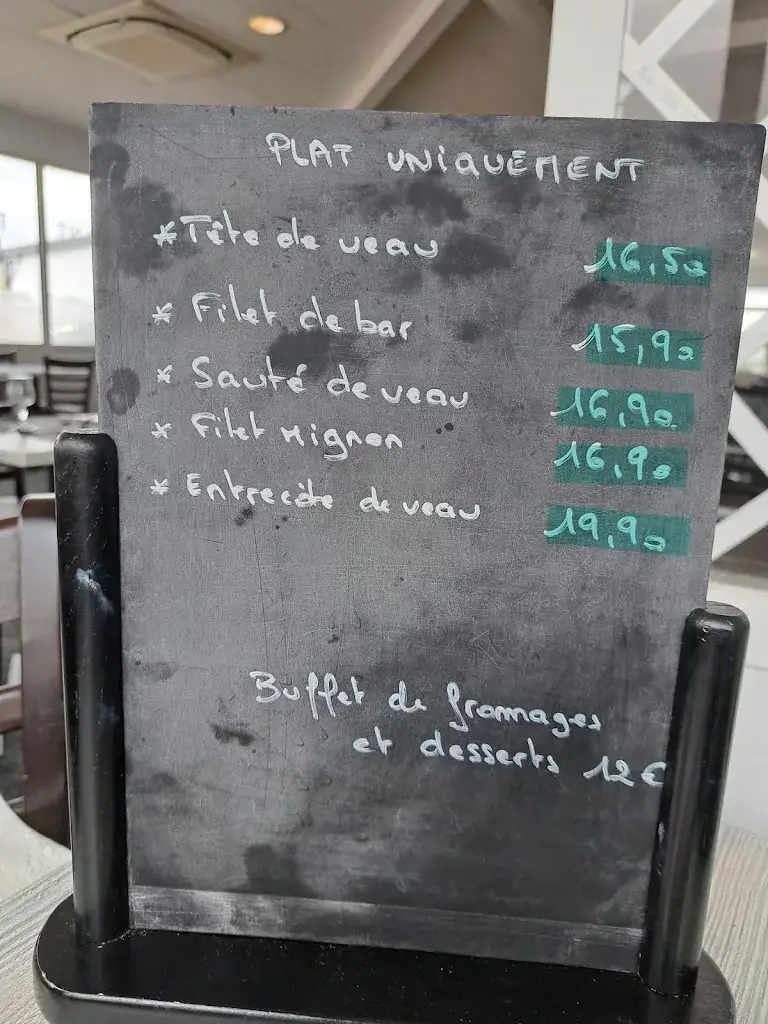 PLAT UNIQUEMENT
* Tête de veau 16,50
* Filet de bar 15,90
* Sauté de veau 16,90
* Filet Mignon 16,90
* Entrecôte de veau 19,90
Buffet de fromages
et desserts 12€